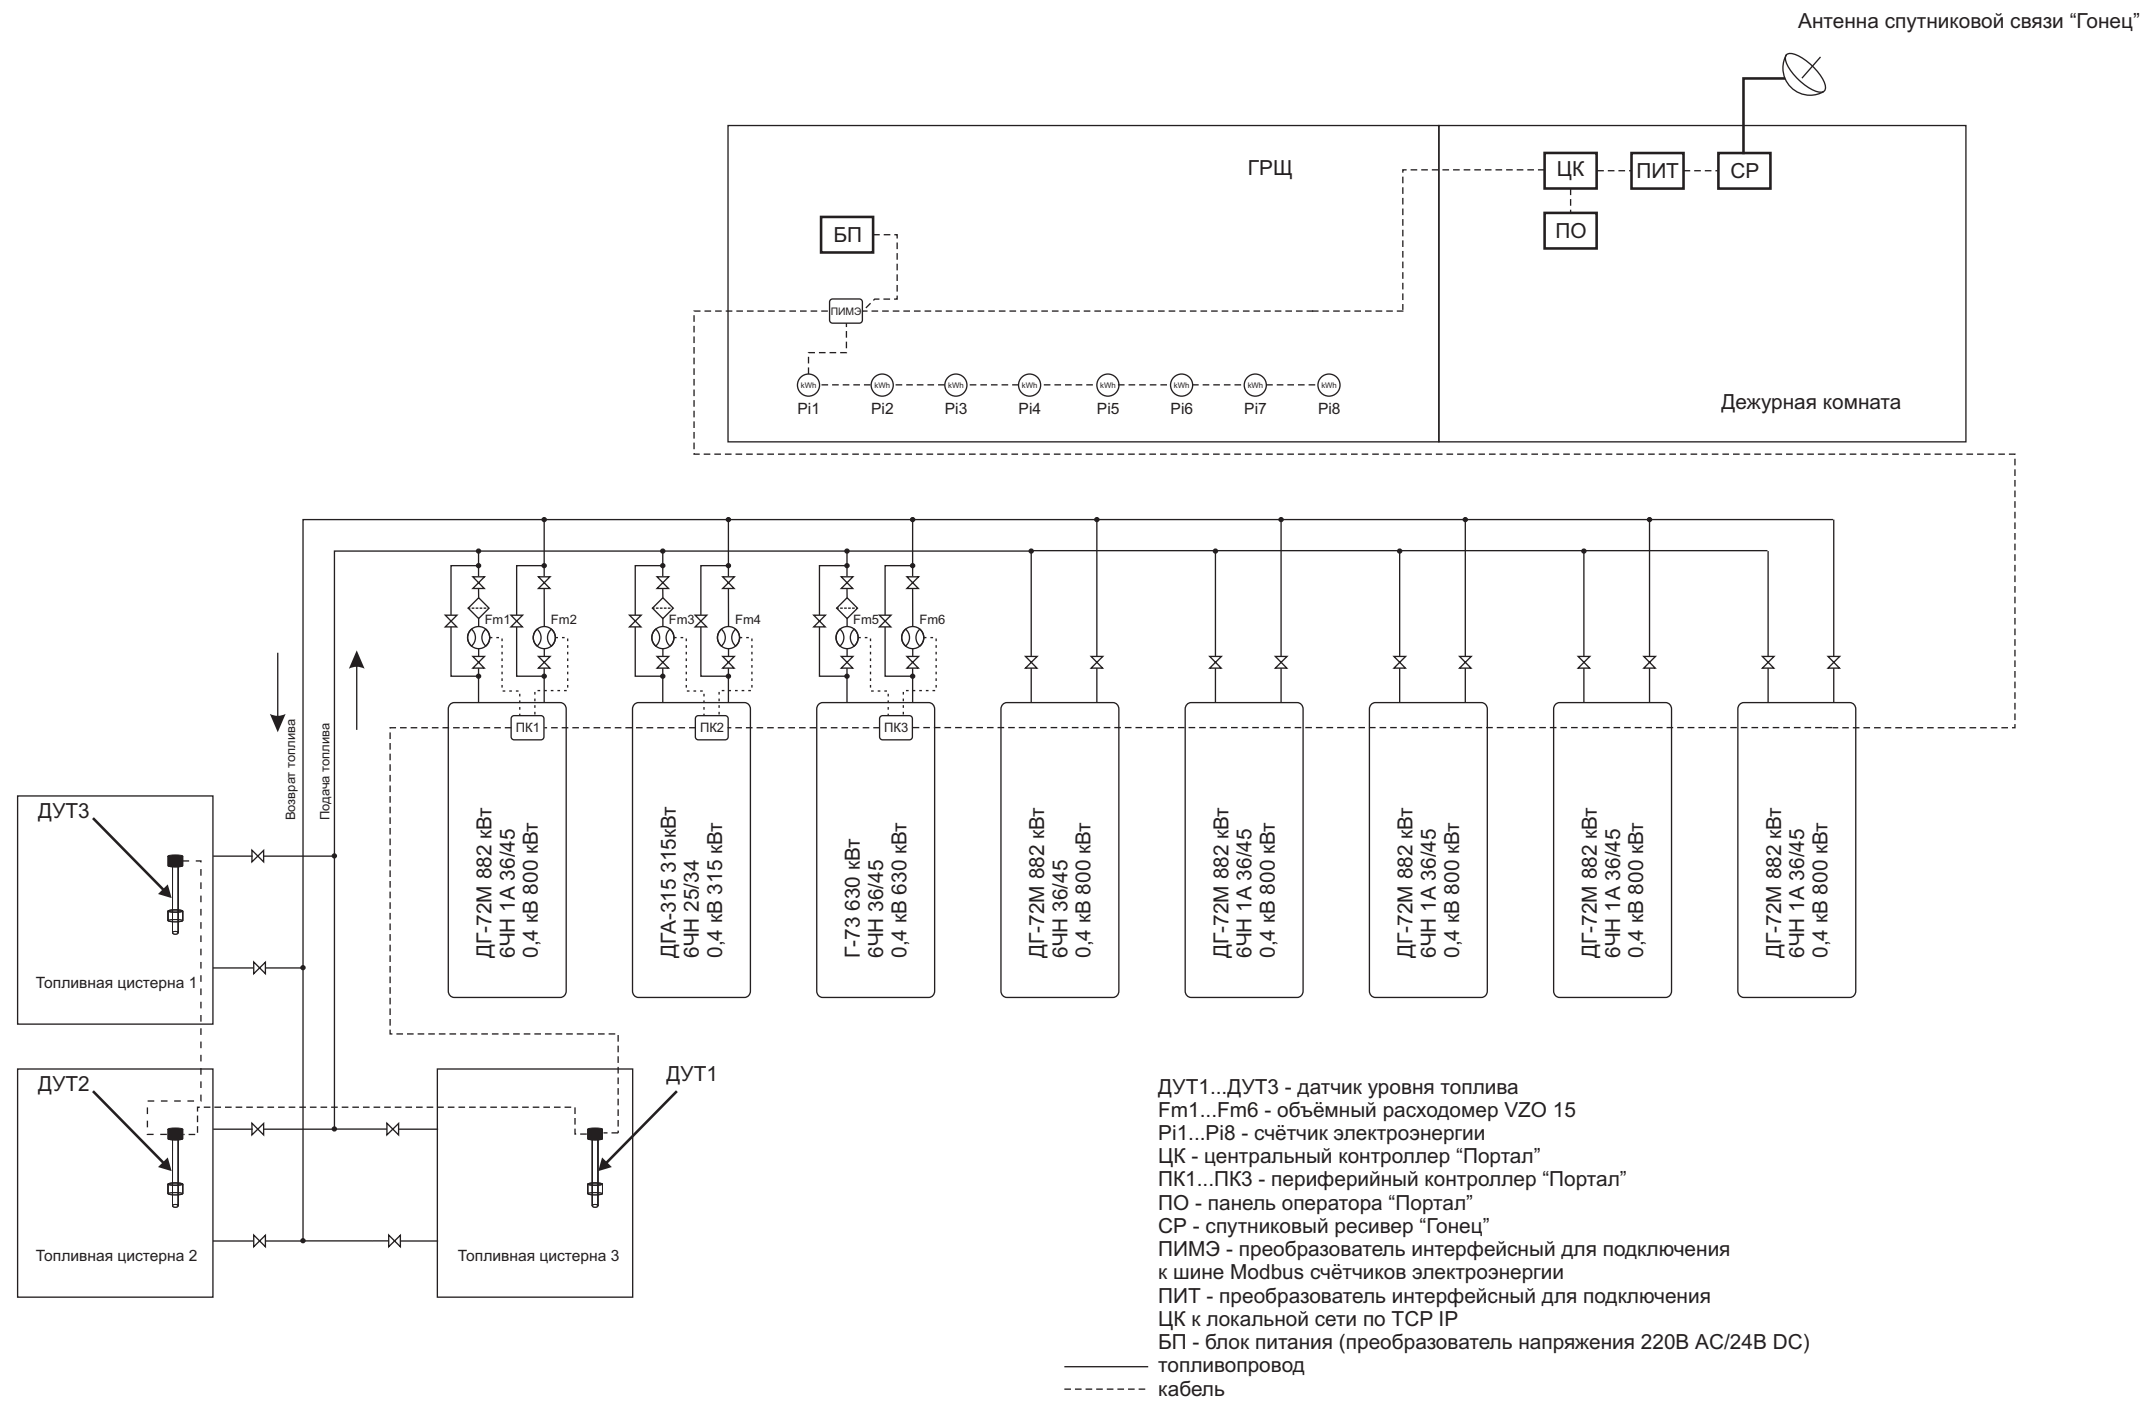 Антенна спутниковой связи “Гонец”
ГРЩ
ЦК
ПИТ
СР
ПО
БП
ПИМЭ
kWh
kWh
kWh
kWh
kWh
kWh
kWh
kWh
Pi1
Pi2
Pi3
Pi4
Pi5
Pi6
Pi7
Pi8
Дежурная комната
Fm1
Fm2
Fm3
Fm4
Fm5
Fm6
Возврат топлива
Подача топлива
ПК1
ПК2
ПК3
ДГ-72М 882 кВт
6ЧН 1А 36/45
0,4 кВ 800 кВт
ДГА-315 315кВт
6ЧН 25/34
0,4 кВ 315 кВт
Г-73 630 кВт
6ЧН 36/45
0,4 кВ 630 кВт
ДГ-72М 882 кВт
6ЧН 36/45
0,4 кВ 800 кВт
ДГ-72М 882 кВт
6ЧН 1А 36/45
0,4 кВ 800 кВт
ДГ-72М 882 кВт
6ЧН 1А 36/45
0,4 кВ 800 кВт
ДГ-72М 882 кВт
6ЧН 1А 36/45
0,4 кВ 800 кВт
ДГ-72М 882 кВт
6ЧН 1А 36/45
0,4 кВ 800 кВт
ДУТ3
Топливная цистерна 1
ДУТ2
Топливная цистерна 2
ДУТ1
Топливная цистерна 3
ДУТ1...ДУТ3 - датчик уровня топлива
Fm1...Fm6 - объёмный расходомер VZO 15
Pi1...Pi8 - счётчик электроэнергии
ЦК - центральный контроллер “Портал”
ПК1...ПК3 - периферийный контроллер “Портал”
ПО - панель оператора “Портал”
СР - спутниковый ресивер “Гонец”
ПИМЭ - преобразователь интерфейсный для подключения
к шине Modbus счётчиков электроэнергии
ПИТ - преобразователь интерфейсный для подключения
ЦК к локальной сети по TCP IP
БП - блок питания (преобразователь напряжения 220В AC/24В DC)
топливопровод
кабель